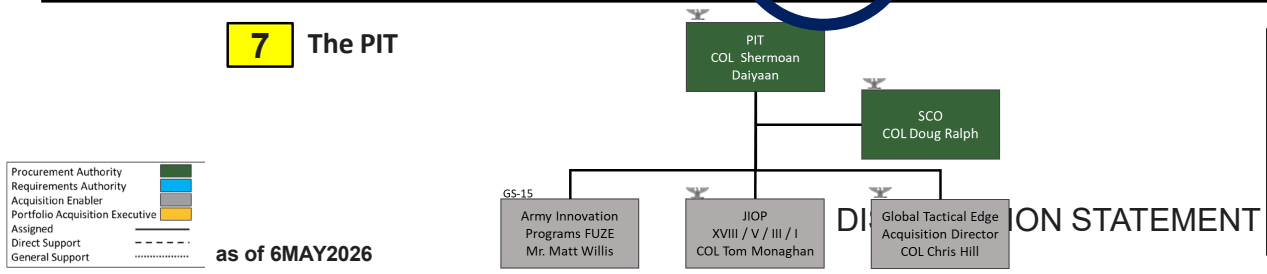 7 The PIT
PIT
COL Shermoan
Daiyaan
SCO
COL Doug Ralph
Procurement Authority
Requirements Authority
Acquisition Enabler
Portfolio Acquisition Executive
Assigned
Direct Support
General Support
as of 6MAY2026
GS-15
Army Innovation
Programs FUZE
Mr. Matt Willis
JIOP
XVIII / V / III / I
COL Tom Monaghan
Global Tactical Edge
Acquisition Director
COL Chris Hill
ION STATEMENT